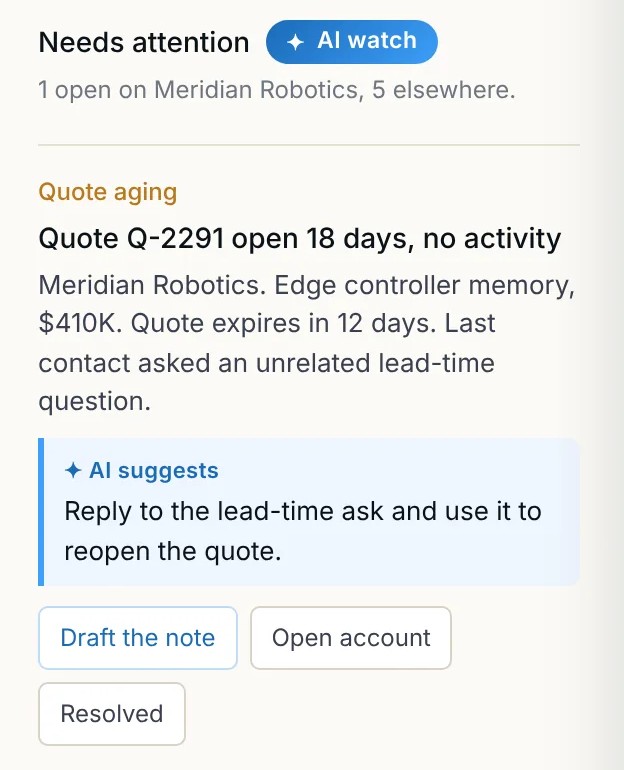 Needs attention
✦ AI watch
1 open on Meridian Robotics, 5 elsewhere.
Quote aging
Quote Q-2291 open 18 days, no activity
Meridian Robotics. Edge controller memory,
$410K. Quote expires in 12 days. Last
contact asked an unrelated lead-time
question.
✦ AI suggests
Reply to the lead-time ask and use it to
reopen the quote.
Draft the note
Open account
Resolved